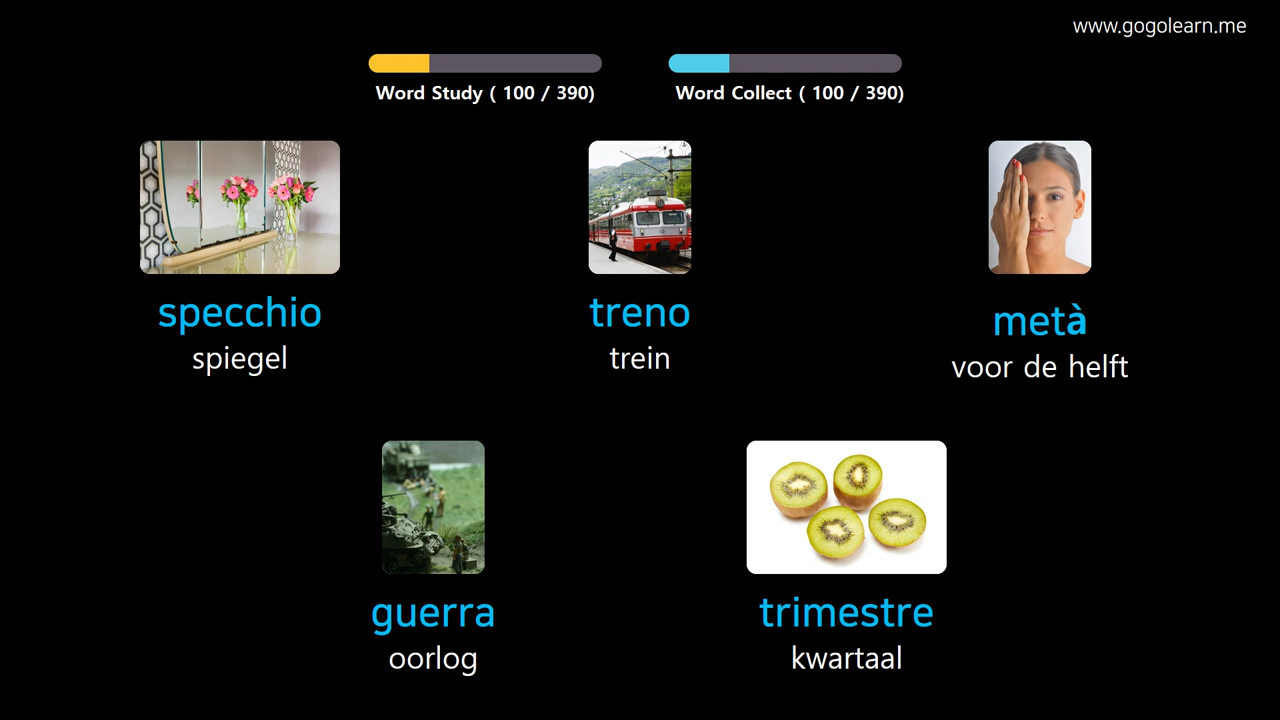 www.gogolearn.me
Word Study ( 100 / 390)
Word Collect ( 100 / 390)
specchio
spiegel
treno
trein
metà
voor de helft
guerra
oorlog
trimestre
kwartaal